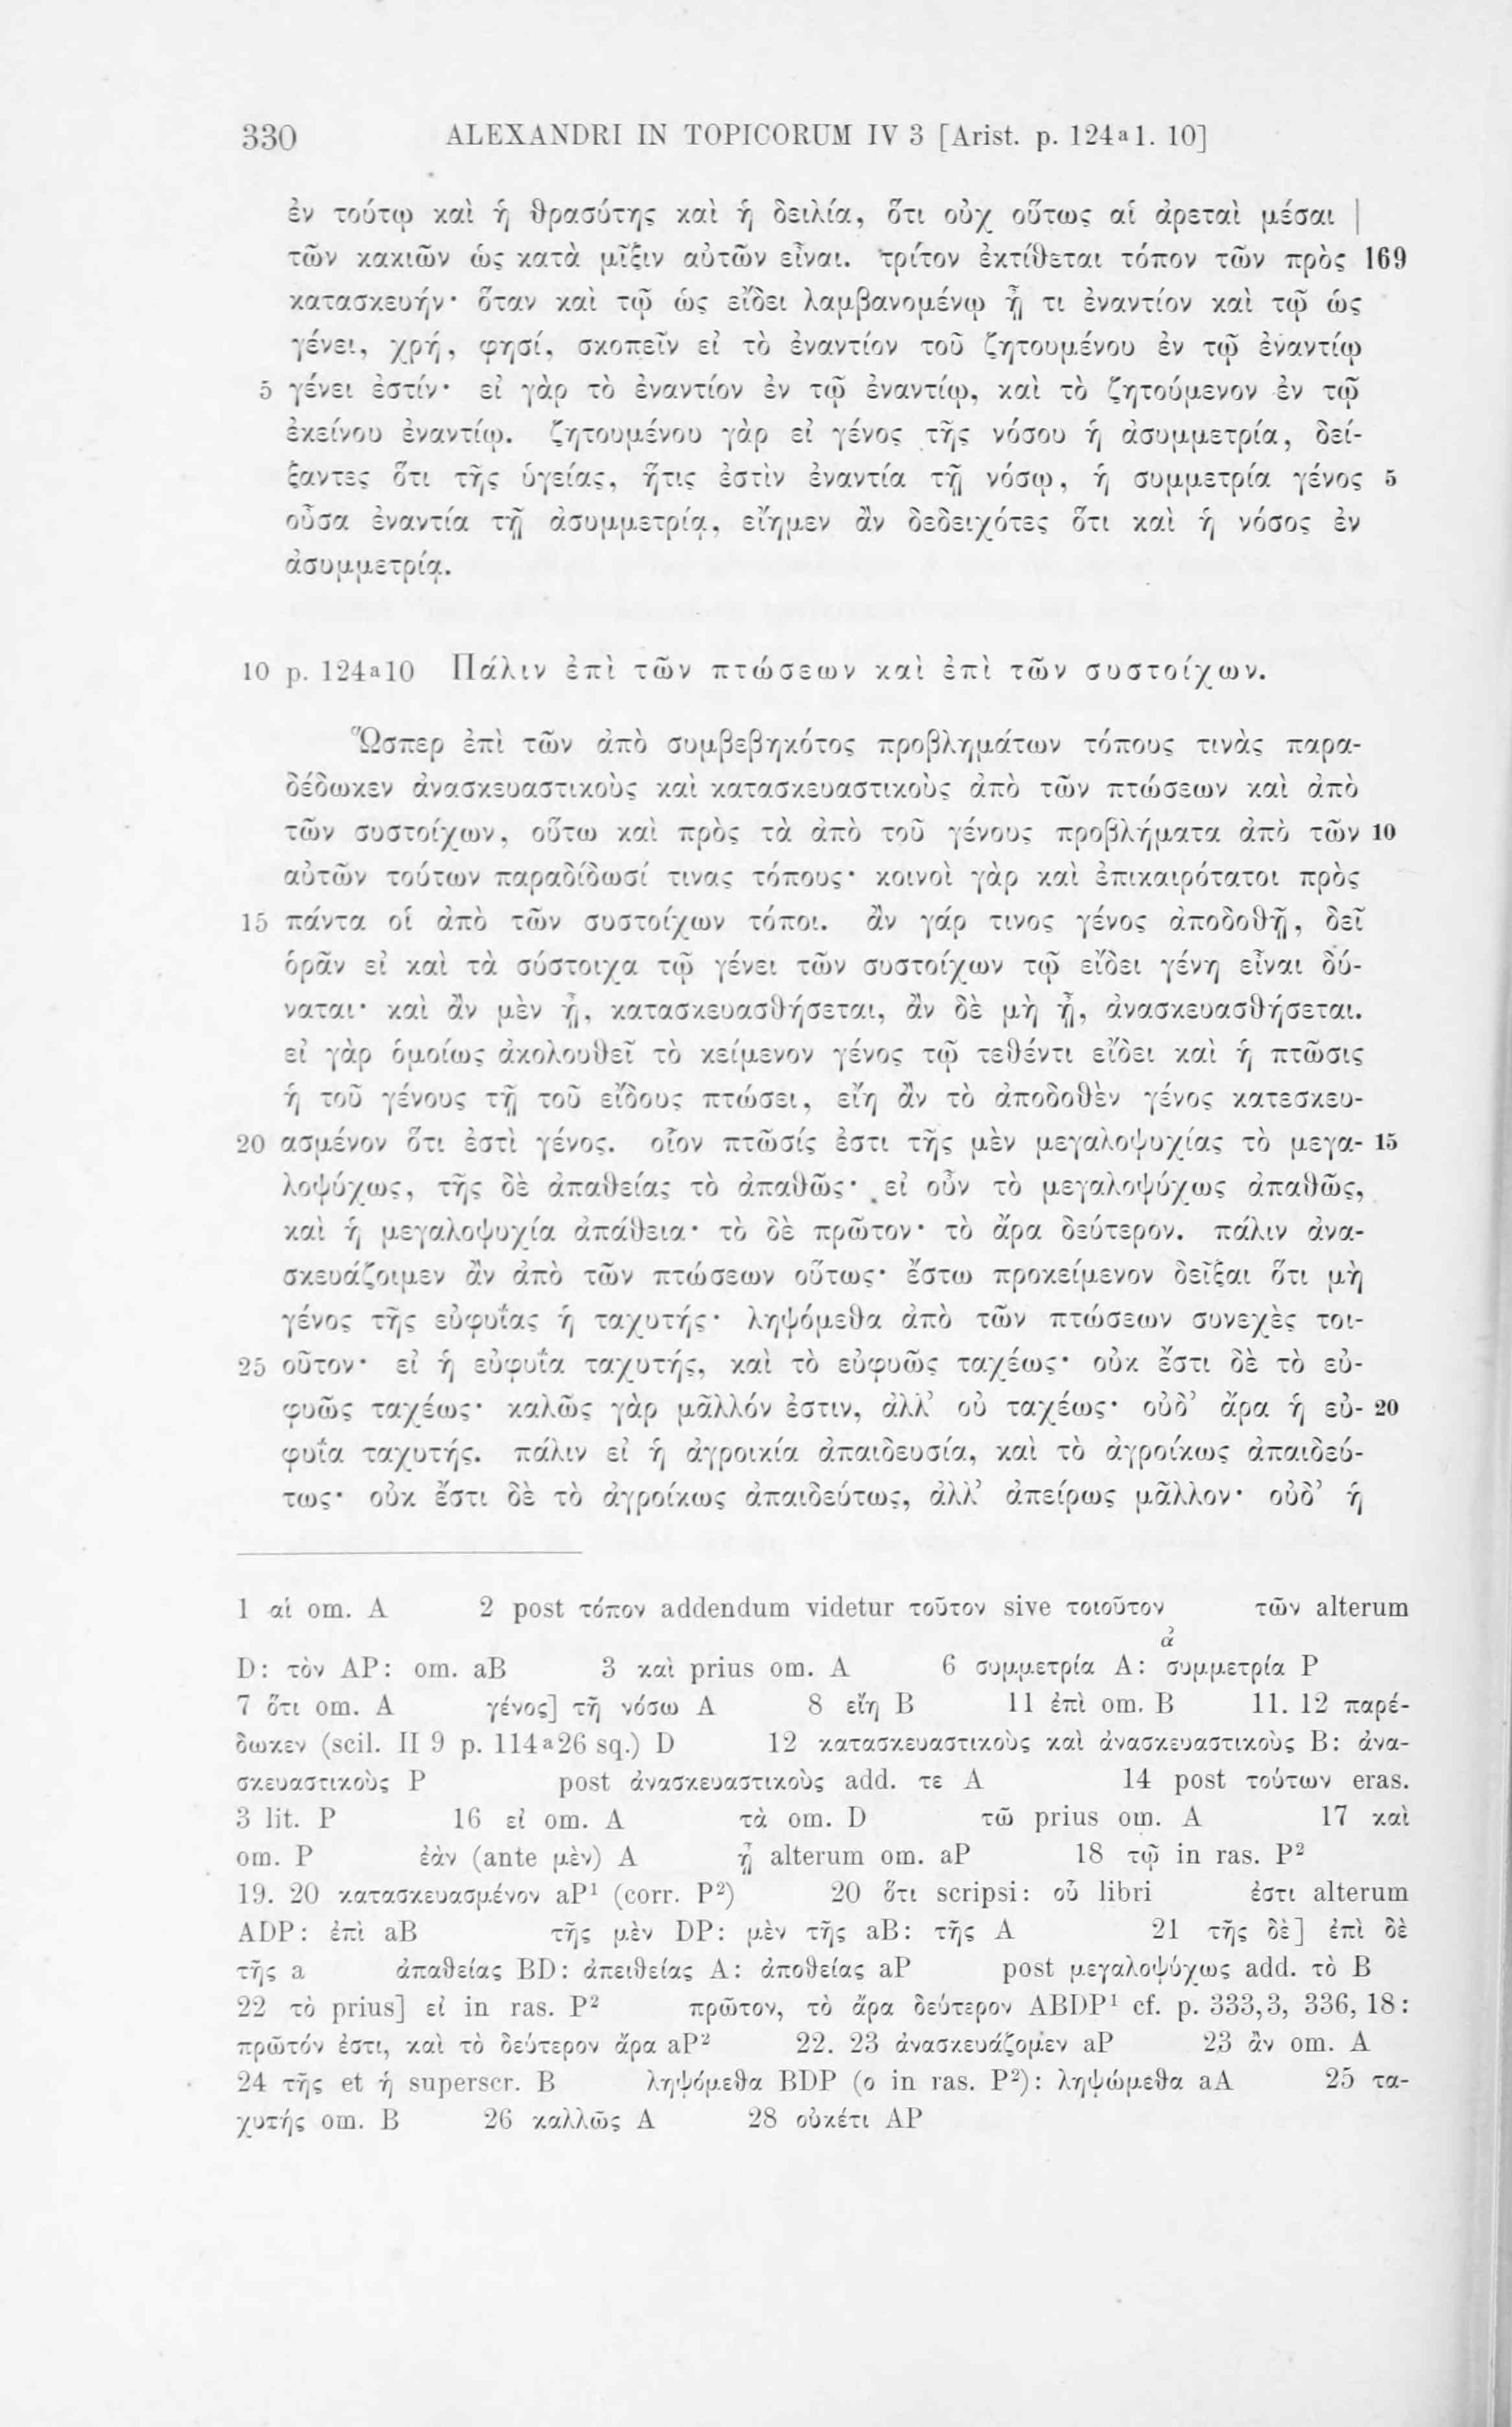 330 ALEXANDRI IN TOPICORUM IV 3 [Arist. p. 124ᵃ1. 10]
ἐν τούτῳ καὶ ἡ θρασύτης καὶ ἡ δειλία, ὅτι οὐχ οὕτως αἱ ἀρεταὶ μέσαι |
τῶν κακιῶν ὡς κατὰ μῖξιν αὐτῶν εἶναι. τρίτον ἐκτίθεται τόπον τῶν πρὸς 169
κατασκευήν· ὅταν καὶ τῷ ὡς εἴδει λαμβανομένῳ ᾖ τι ἐναντίον καὶ τῷ ὡς
γένει, χρή, φησί, σκοπεῖν εἰ τὸ ἐναντίον τοῦ ζητουμένου ἐν τῷ ἐναντίῳ
5 γένει ἐστίν· εἰ γὰρ τὸ ἐναντίον ἐν τῷ ἐναντίῳ, καὶ τὸ ζητούμενον ἐν τῷ
ἐκείνου ἐναντίῳ. ζητουμένου γὰρ εἰ γένος τῆς νόσου ἡ ἀσυμμετρία, δεί-
ξαντες ὅτι τῆς ὑγείας, ἥτις ἐστὶν ἐναντία τῇ νόσῳ, ἡ συμμετρία γένος 5
οὖσα ἐναντία τῇ ἀσυμμετρίᾳ, εἴημεν ἂν δεδειχότες ὅτι καὶ ἡ νόσος ἐν
ἀσυμμετρίᾳ.
10 p. 124ᵃ10 Πάλιν ἐπὶ τῶν πτώσεων καὶ ἐπὶ τῶν συστοίχων.
Ὥσπερ ἐπὶ τῶν ἀπὸ συμβεβηκότος προβλημάτων τόπους τινὰς παρα-
δέδωκεν ἀνασκευαστικοὺς καὶ κατασκευαστικοὺς ἀπὸ τῶν πτώσεων καὶ ἀπὸ
τῶν συστοίχων, οὕτω καὶ πρὸς τὰ ἀπὸ τοῦ γένους προβλήματα ἀπὸ τῶν 10
αὐτῶν τούτων παραδίδωσί τινας τόπους· κοινοὶ γὰρ καὶ ἐπικαιρότατοι πρὸς
15 πάντα οἱ ἀπὸ τῶν συστοίχων τόποι. ἂν γάρ τινος γένος ἀποδοθῇ, δεῖ
ὁρᾶν εἰ καὶ τὰ σύστοιχα τῷ γένει τῶν συστοίχων τῷ εἴδει γένη εἶναι δύ-
ναται· καὶ ἂν μὲν ᾖ, κατασκευασθήσεται, ἂν δὲ μὴ ᾖ, ἀνασκευασθήσεται.
εἰ γὰρ ὁμοίως ἀκολουθεῖ τὸ κείμενον γένος τῷ τεθέντι εἴδει καὶ ἡ πτῶσις
ἡ τοῦ γένους τῇ τοῦ εἴδους πτώσει, εἴη ἂν τὸ ἀποδοθὲν γένος κατεσκευ-
20 ασμένον ὅτι ἐστὶ γένος. οἷον πτῶσίς ἐστι τῆς μὲν μεγαλοψυχίας τὸ μεγα- 15
λοψύχως, τῆς δὲ ἀπαθείας τὸ ἀπαθῶς· εἰ οὖν τὸ μεγαλοψύχως ἀπαθῶς,
καὶ ἡ μεγαλοψυχία ἀπάθεια· τὸ δὲ πρῶτον· τὸ ἄρα δεύτερον. πάλιν ἀνα-
σκευάζοιμεν ἂν ἀπὸ τῶν πτώσεων οὕτως· ἔστω προκείμενον δεῖξαι ὅτι μὴ
γένος τῆς εὐφυΐας ἡ ταχυτής· ληψόμεθα ἀπὸ τῶν πτώσεων συνεχὲς τοι-
25 οῦτον· εἰ ἡ εὐφυΐα ταχυτής, καὶ τὸ εὐφυῶς ταχέως· οὐκ ἔστι δὲ τὸ εὐ-
φυῶς ταχέως· καλῶς γὰρ μᾶλλόν ἐστιν, ἀλλ’ οὐ ταχέως· οὐδ’ ἄρα ἡ εὐ- 20
φυΐα ταχυτής. πάλιν εἰ ἡ ἀγροικία ἀπαιδευσία, καὶ τὸ ἀγροίκως ἀπαιδεύ-
τως· οὐκ ἔστι δὲ τὸ ἀγροίκως ἀπαιδεύτως, ἀλλ’ ἀπείρως μᾶλλον· οὐδ’ ἡ
1 αἱ om. A 2 post τόπον addendum videtur τοῦτον sive τοιοῦτον τῶν alterum
ἀ
D: τὸν AP: om. aB 3 καὶ prius om. A 6 συμμετρία A: συμμετρία P
7 ὅτι om. A γένος] τῇ νόσω A 8 εἴη B 11 ἐπὶ om. B 11. 12 παρέ-
δωκεν (scil. II 9 p. 114ᵃ26 sq.) D 12 κατασκευαστικοὺς καὶ ἀνασκευαστικοὺς B: ἀνα-
σκευαστικοὺς P post ἀνασκευαστικοὺς add. τε A 14 post τούτων eras.
3 lit. P 16 εἰ om. A τὰ om. D τῶ prius om. A 17 καὶ
om. P ἐὰν (ante μὲν) A ᾖ alterum om. aP 18 τῷ in ras. P²
19. 20 κατασκευασμένον aP¹ (corr. P²) 20 ὅτι scripsi: οὗ libri ἐστι alterum
ADP: ἐπὶ aB τῆς μὲν DP: μὲν τῆς aB: τῆς A 21 τῆς δὲ] ἐπὶ δὲ
τῆς a ἀπαθείας BD: ἀπειθείας A: ἀποθείας aP post μεγαλοψύχως add. τὸ B
22 τὸ prius] εἰ in ras. P² πρῶτον, τὸ ἄρα δεύτερον ABDP¹ cf. p. 333,3, 336,18:
πρῶτόν ἐστι, καὶ τὸ δεύτερον ἄρα aP² 22. 23 ἀνασκευάζομεν aP 23 ἂν om. A
24 τῆς et ἡ superscr. B ληψόμεθα BDP (ο in ras. P²): ληψώμεθα aA 25 τα-
χυτής om. B 26 καλλῶς A 28 οὐκέτι AP